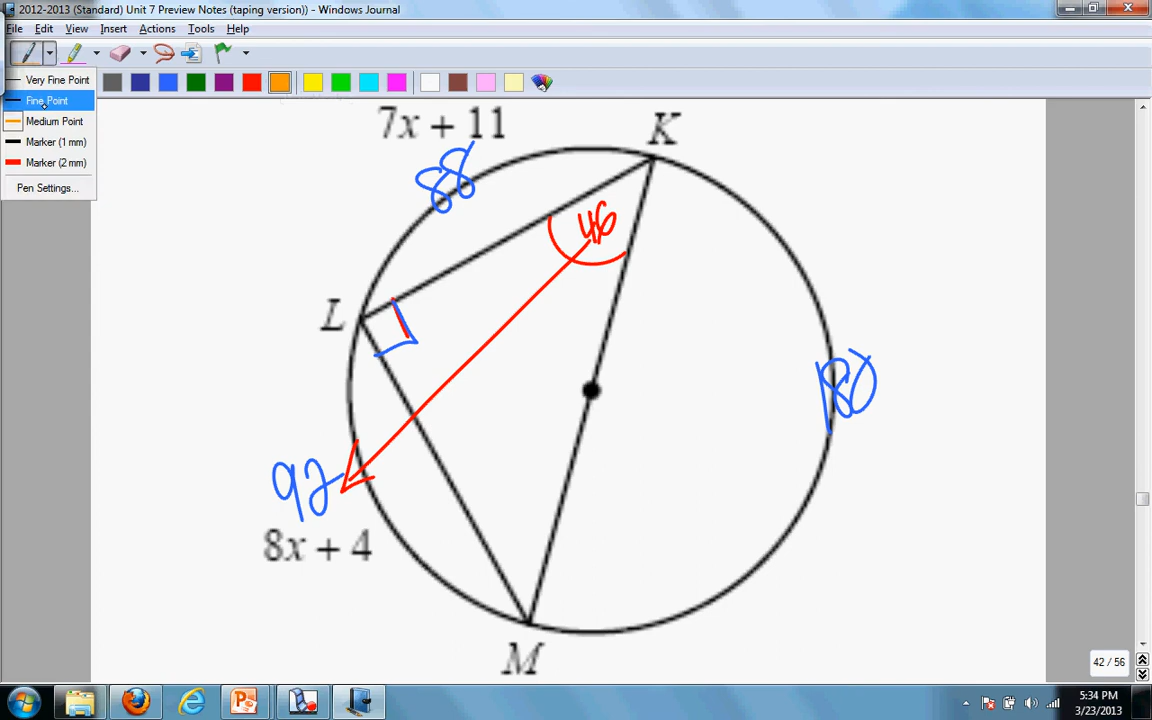 2012-2013 (Standard) Unit 7 Preview Notes (taping version)) - Windows Journal
File Edit View Insert Actions Tools Help
Very Fine Point
Fine Point
Medium Point
Marker (1 mm)
Marker (2 mm)
Pen Settings...
7x + 11
K
88
46
L
180
92
8x + 4
M
42 / 56
5:34 PM
3/23/2013